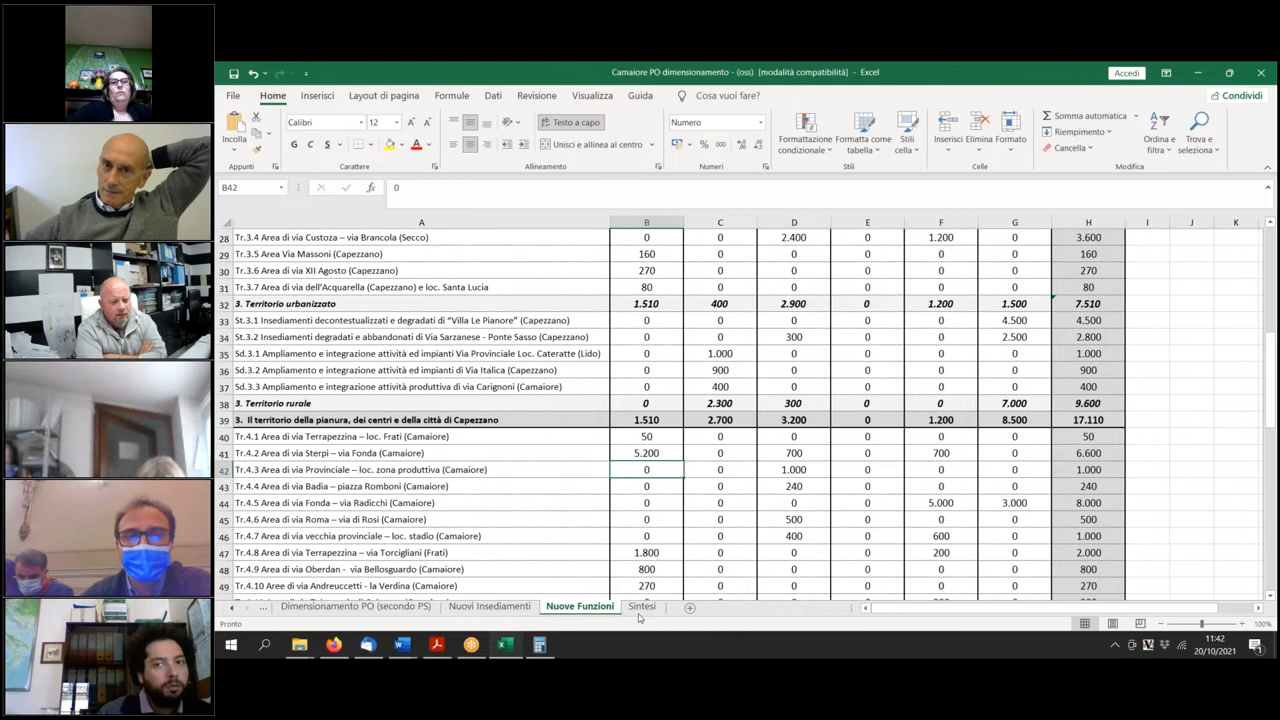 Camaiore PO dimensionamento - (oss) [modalità compatibilità] - Excel
Accedi
File Home Inserisci Layout di pagina Formule Dati Revisione Visualizza Guida Cosa vuoi fare? Condividi
Incolla
Calibri 12
G C S
Testo a capo
Unisci e allinea al centro
Numero
% 000
Formattazione condizionale
Formatta come tabella
Stili cella
Inserisci Elimina Formato
Somma automatica
Riempimento
Cancella
Ordina e filtra
Trova e seleziona
Appunti Carattere Allineamento Numeri Stili Celle Modifica
B42 fx 0
A B C D E F G H I J K
28 Tr.3.4 Area di via Custoza – via Brancola (Secco) 0 0 2.400 0 1.200 0 3.600
29 Tr.3.5 Area Via Massoni (Capezzano) 160 0 0 0 0 0 160
30 Tr.3.6 Area di via XII Agosto (Capezzano) 270 0 0 0 0 0 270
31 Tr.3.7 Area di via dell'Acquarella (Capezzano) e loc. Santa Lucia 80 0 0 0 0 0 80
32 3. Territorio urbanizzato 1.510 400 2.900 0 1.200 1.500 7.510
33 St.3.1 Insediamenti decontestualizzati e degradati di “Villa Le Pianore” (Capezzano) 0 0 0 0 0 4.500 4.500
34 St.3.2 Insediamenti degradati e abbandonati di Via Sarzanese - Ponte Sasso (Capezzano) 0 0 300 0 0 2.500 2.800
35 Sd.3.1 Ampliamento e integrazione attività ed impianti Via Provinciale Loc. Cateratte (Lido) 0 1.000 0 0 0 0 1.000
36 Sd.3.2 Ampliamento e integrazione attività ed impianti di Via Italica (Capezzano) 0 900 0 0 0 0 900
37 Sd.3.3 Ampliamento e integrazione attività produttiva di via Carignoni (Camaiore) 0 400 0 0 0 0 400
38 3. Territorio rurale 0 2.300 300 0 0 7.000 9.600
39 3. Il territorio della pianura, dei centri e della città di Capezzano 1.510 2.700 3.200 0 1.200 8.500 17.110
40 Tr.4.1 Area di via Terrapezzina – loc. Frati (Camaiore) 50 0 0 0 0 0 50
41 Tr.4.2 Area di Sterpi – via Fonda (Camaiore) 5.200 0 700 0 700 0 6.600
42 Tr.4.3 Area di via Provinciale – loc. zona produttiva (Camaiore) 0 0 1.000 0 0 0 1.000
43 Tr.4.4 Area di via Badia – piazza Romboni (Camaiore) 0 0 240 0 0 0 240
44 Tr.4.5 Area di via Fonda – via Radicchi (Camaiore) 0 0 0 0 5.000 3.000 8.000
45 Tr.4.6 Area di via Roma – via di Rosi (Camaiore) 0 0 500 0 0 0 500
46 Tr.4.7 Area di via vecchia provinciale – loc. stadio (Camaiore) 0 0 400 0 600 0 1.000
47 Tr.4.8 Area di via Terrapezzina – via Torcigliani (Frati) 1.800 0 0 0 200 0 2.000
48 Tr.4.9 Area di via Oberdan - via Bellosguardo (Camaiore) 800 0 0 0 0 0 800
49 Tr.4.10 Aree di via Andreuccetti - la Verdina (Camaiore) 270 0 0 0 0 0 270
... Dimensionamento PO (secondo PS) Nuovi Insediamenti Nuove Funzioni Sintesi
Pronto 100%
11:42
20/10/2021